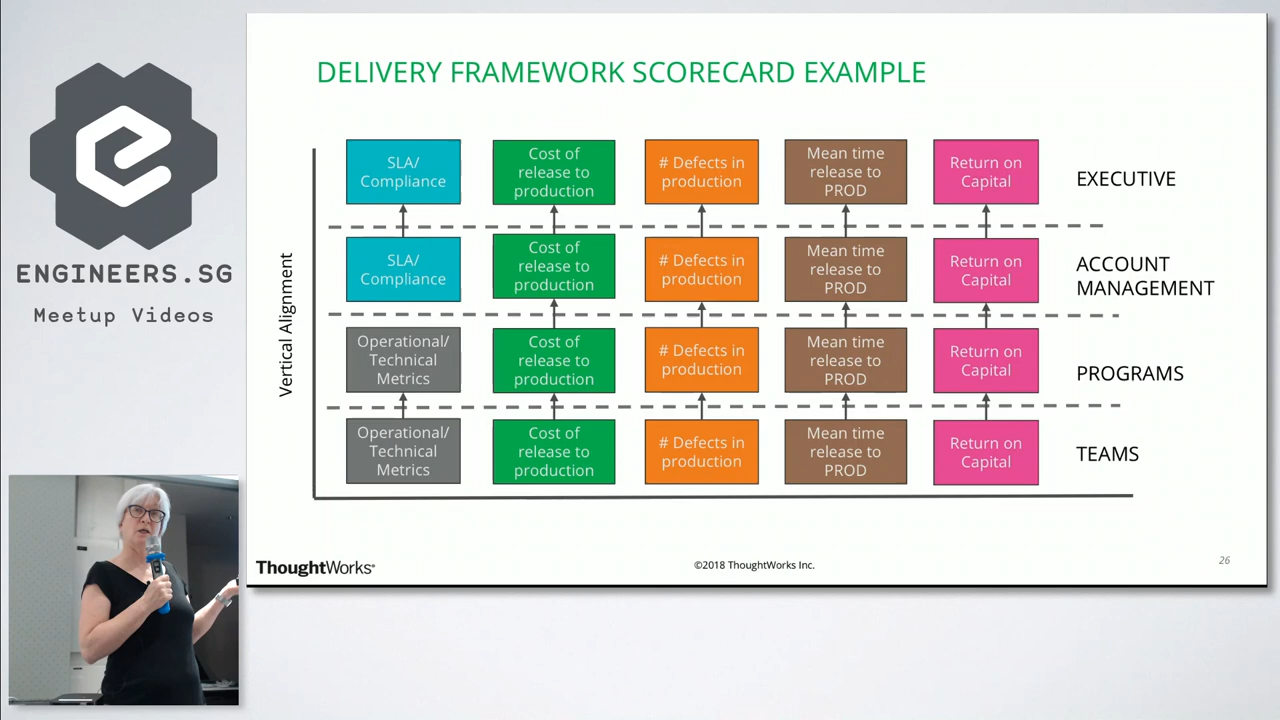 ENGINEERS.SG
Meetup Videos
DELIVERY FRAMEWORK SCORECARD EXAMPLE
Vertical Alignment
SLA/
Compliance
Cost of
release to
production
# Defects in
production
Mean time
release to
PROD
Return on
Capital
EXECUTIVE
SLA/
Compliance
Cost of
release to
production
# Defects in
production
Mean time
release to
PROD
Return on
Capital
ACCOUNT
MANAGEMENT
Operational/
Technical
Metrics
Cost of
release to
production
# Defects in
production
Mean time
release to
PROD
Return on
Capital
PROGRAMS
Operational/
Technical
Metrics
Cost of
release to
production
# Defects in
production
Mean time
release to
PROD
Return on
Capital
TEAMS
ThoughtWorks®
©2018 ThoughtWorks Inc.
26